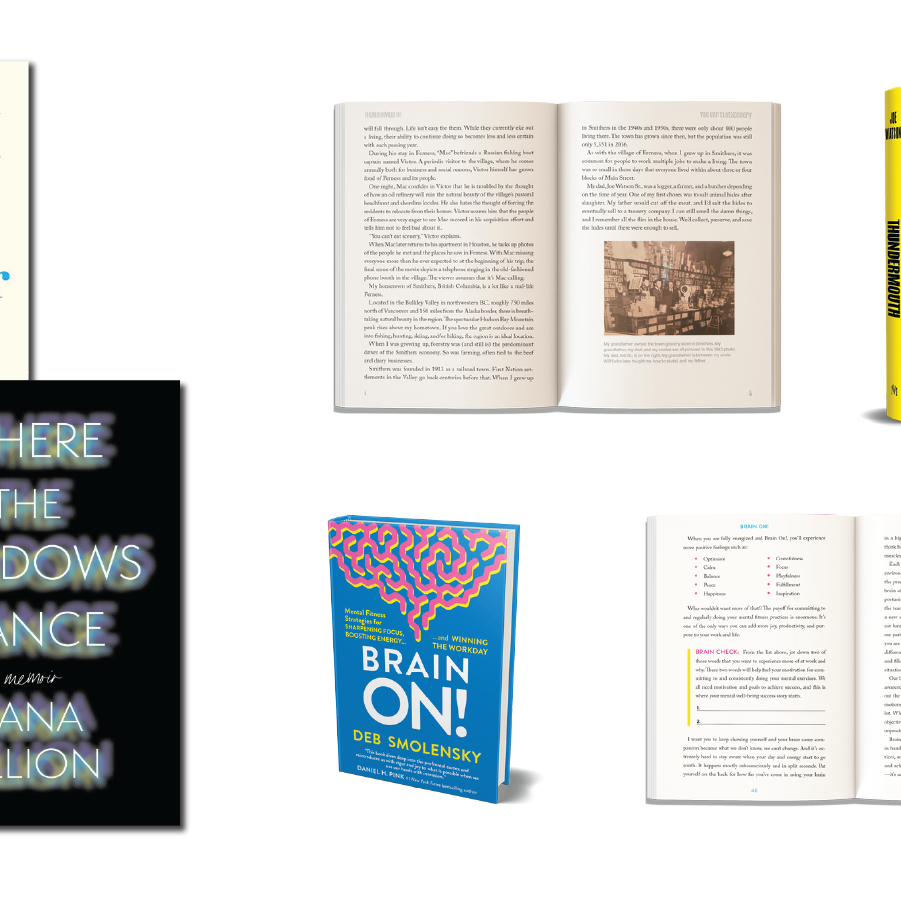 HERE
THE
DOWS
ANCE
memoir
ANA
LLION
will fall through. Life isn't easy for them. While they currently eke out
a living, their ability to continue doing so becomes less and less certain
with each passing year.
During his stay in Ferness, "Mac" befriends a Russian fishing boat
captain named Victor. A periodic visitor to the village, where he comes
annually both for business and social reasons, Victor himself has grown
fond of Ferness and its people.
One night, Mac confides in Victor that he is troubled by the thought
of how an oil refinery will ruin the natural beauty of the village's pastoral
beachfront and shoreline locales. He also hates the thought of forcing the
residents to relocate from their homes. Victor assures him that the people
of Ferness are very eager to see Mac succeed in his acquisition effort and
tells him not to feel bad about it.
"You can't eat scenery," Victor explains.
When Mac later returns to his apartment in Houston, he tacks up photos
of the people he met and the places he saw in Ferness. With Mac missing
everyone more than he ever expected to at the beginning of his trip, the
final scene of the movie depicts a telephone ringing in the old-fashioned
phone booth in the village. The viewer assumes that it's Mac calling.
My hometown of Smithers, British Columbia, is a lot like a real-life
Ferness.
Located in the Bulkley Valley in northwestern BC, roughly 730 miles
north of Vancouver and 150 miles from the Alaska border, there is breath-
taking natural beauty in the region. The spectacular Hudson Bay Mountain
peak rises above my hometown. If you love the great outdoors and are
into fishing, hunting, skiing, and/or hiking, the region is an ideal location.
When I was growing up, forestry was (and still is) the predominant
driver of the Smithers economy. So was farming, often tied to the beef
and dairy businesses.
Smithers was founded in 1913 as a railroad town. First Nation set-
tlements in the Valley go back centuries before that. When I grew up
YOU CAN'T EAT SCENERY
in Smithers in the 1940s and 1950s, there were only about 800 people
living there. The town has grown since then, but the population was still
only 5,351 in 2016.
As with the village of Ferness, when I grew up in Smithers, it was
common for people to work multiple jobs to make a living. The town
was so small in those days that everyone lived within about three or four
blocks of Main Street.
My dad, Joe Watson Sr., was a logger, a farmer, and a butcher depending
on the time of year. One of my first chores was to salt animal hides after
slaughter. My father would cut off the meat, and I'd salt the hides to
eventually sell to a tannery company. I can still smell the damn things,
and I remember all the flies in the house. We'd collect, preserve, and save
the hides until there were enough to sell.
JOE
WATSON
THUNDERMOUTH
Mental Fitness
Strategies for
SHARPENING FOCUS,
BOOSTING ENERGY...
...and WINNING
THE WORKDAY
BRAIN
ON!
DEB SMOLENSKY
DANIEL H. PINK #1 New York Times bestselling author
BRAIN ON!
When you are fully energized and Brain On!, you'll experience
more positive feelings such as:
• Optimism
• Calm
• Balance
• Peace
• Happiness
• Connectedness
• Focus
• Playfulness
• Fulfillment
• Inspiration
Who wouldn't want more of that? The payoff for committing to
and regularly doing your mental fitness practices is enormous. It's
one of the only ways you can add more joy, productivity, and pur-
pose to your work and life.
BRAIN CHECK: From the list above, jot down two of
those words that you want to experience more of at work and
why. These two words will help fuel your motivation for com-
mitting to and consistently doing your mental exercises. We
all need motivation and goals to achieve success, and this is
where your mental well-being success story starts.
1.
2.
I want you to keep showing yourself and your brain some com-
passion because what we don't know, we can't change. And it's ex-
tremely hard to stay aware when your day and energy start to go
south. It happens mostly subconsciously and in split seconds. Pat
yourself on the back for how far you've come in using your brain